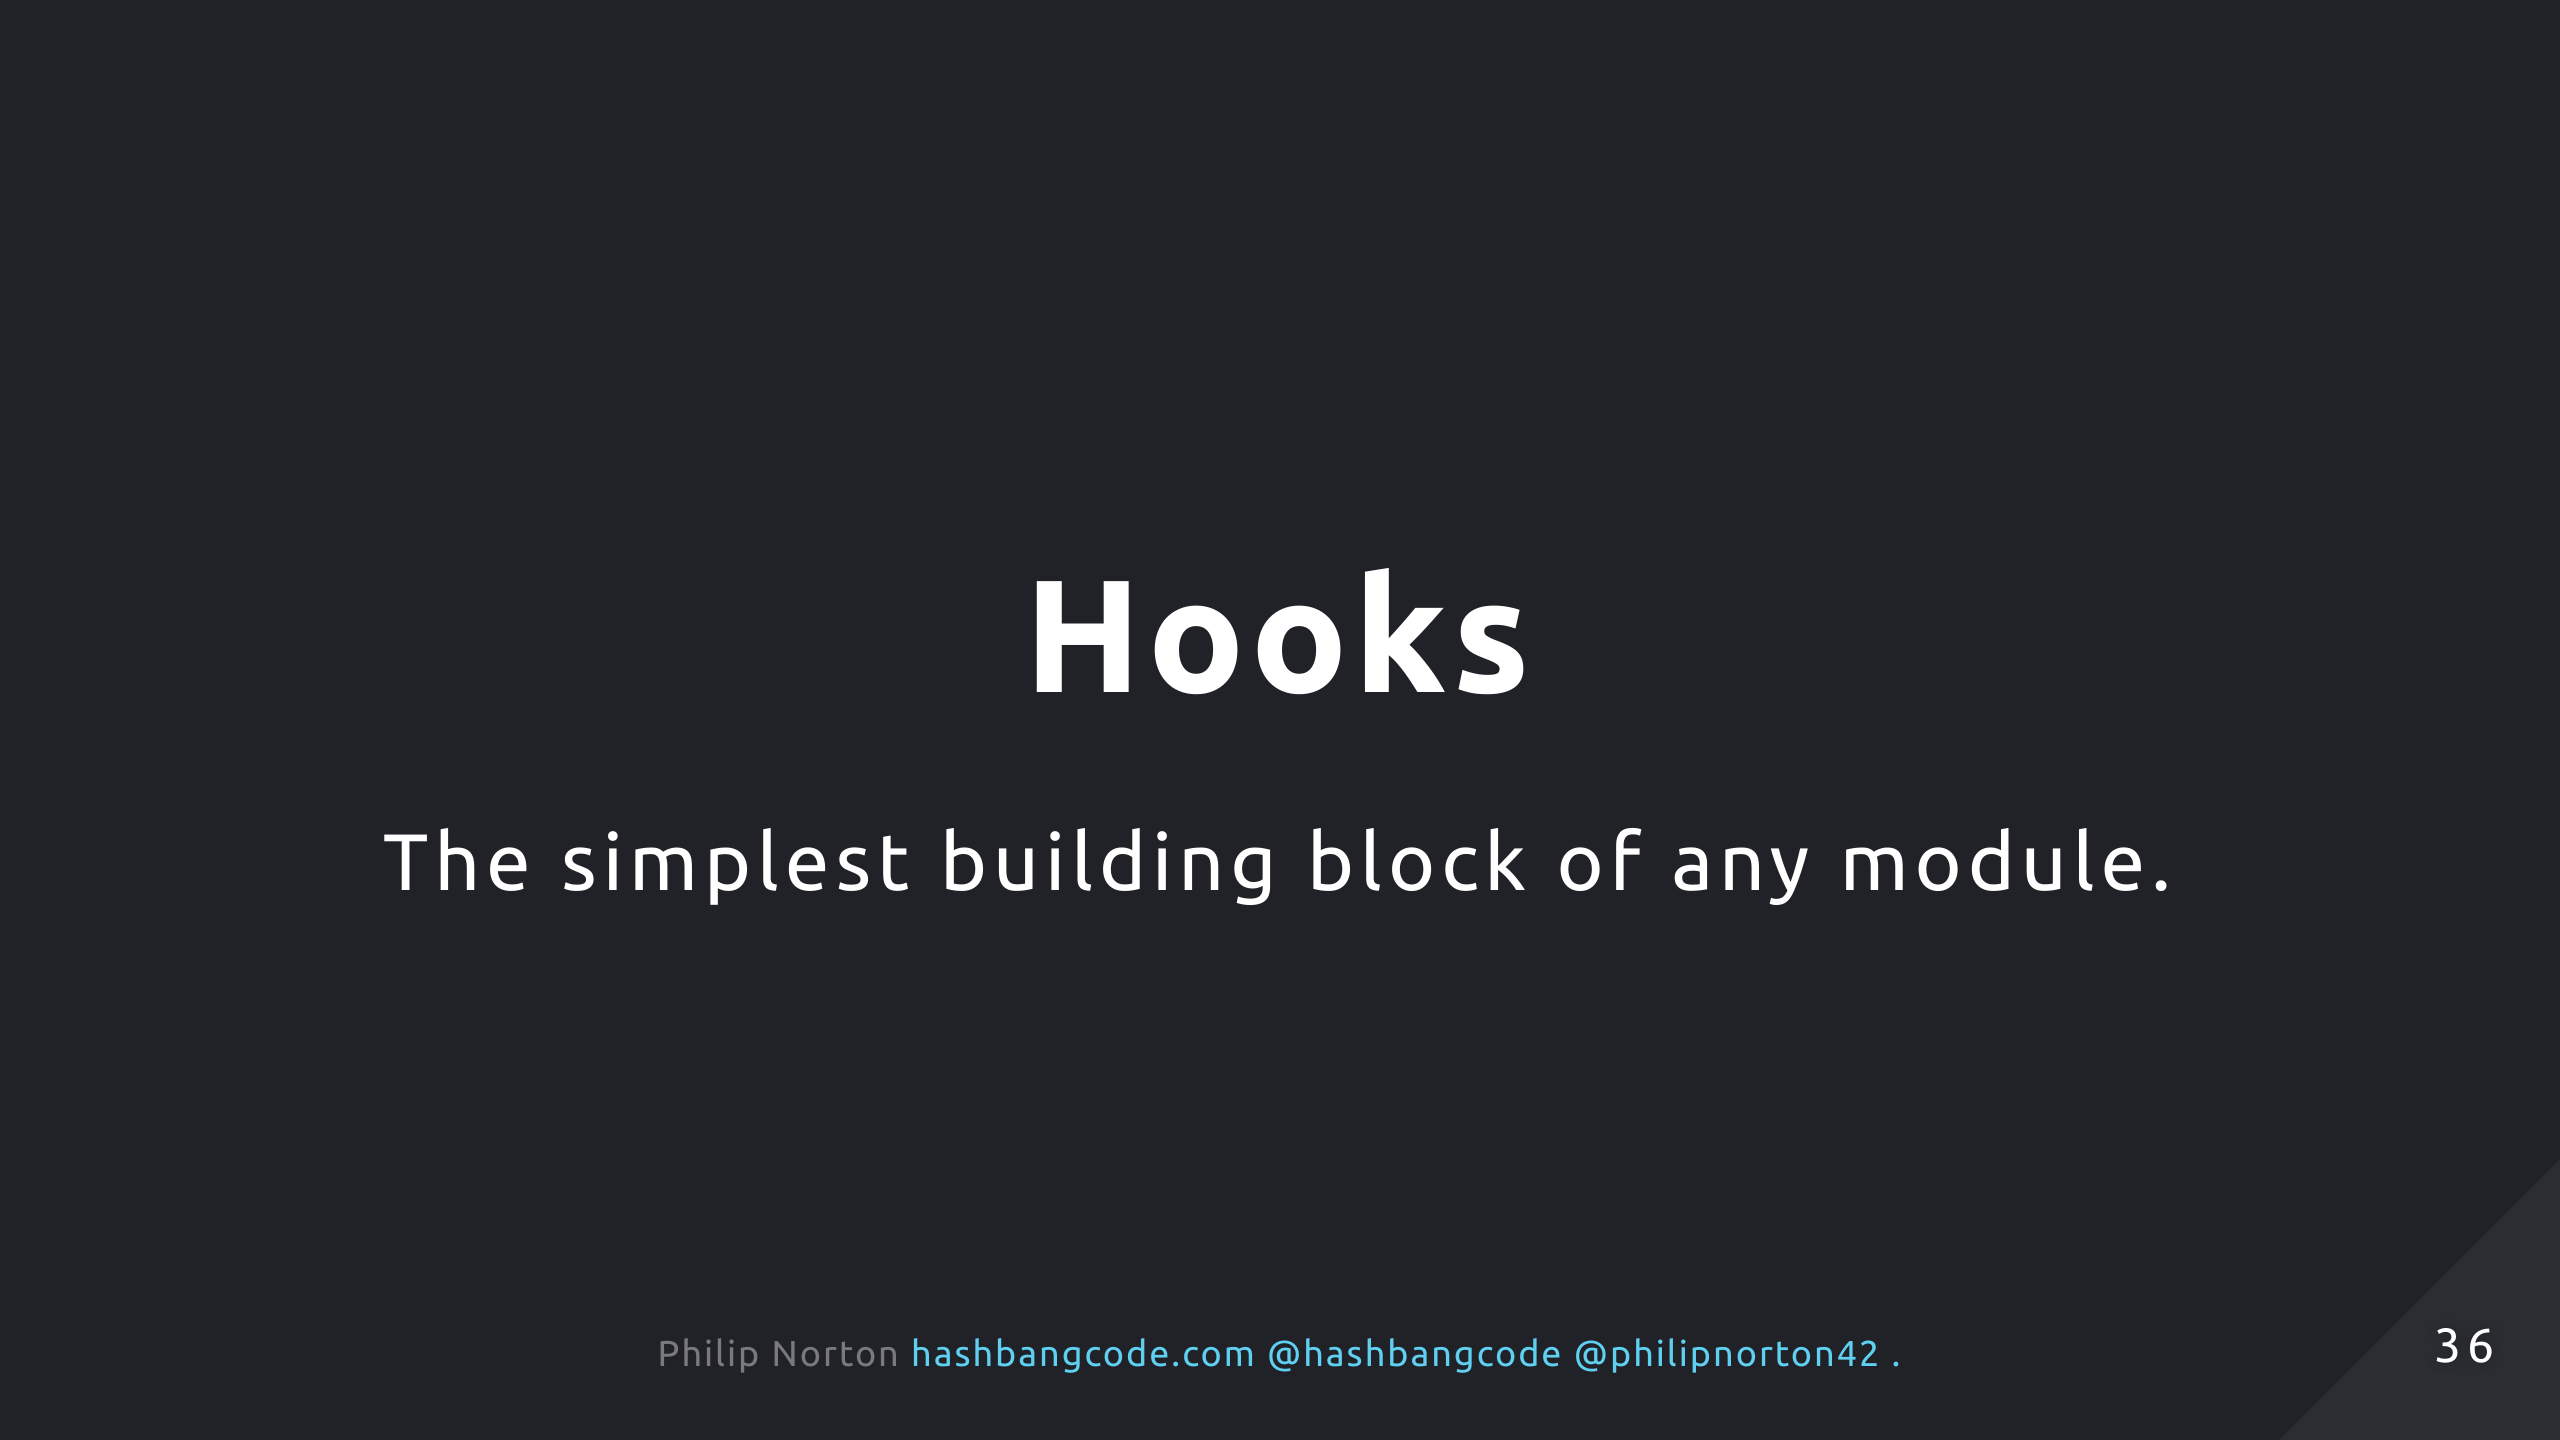 Hooks
The simplest building block of any module.
Philip Norton hashbangcode.com @hashbangcode @philipnorton42 .
36